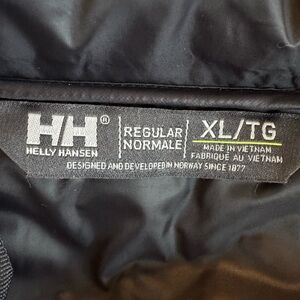 HH®
HELLY HANSEN
REGULAR
NORMALE
XL/TG
MADE IN VIETNAM
FABRIQUÉ AU VIETNAM
DESIGNED AND DEVELOPED IN NORWAY SINCE 1877